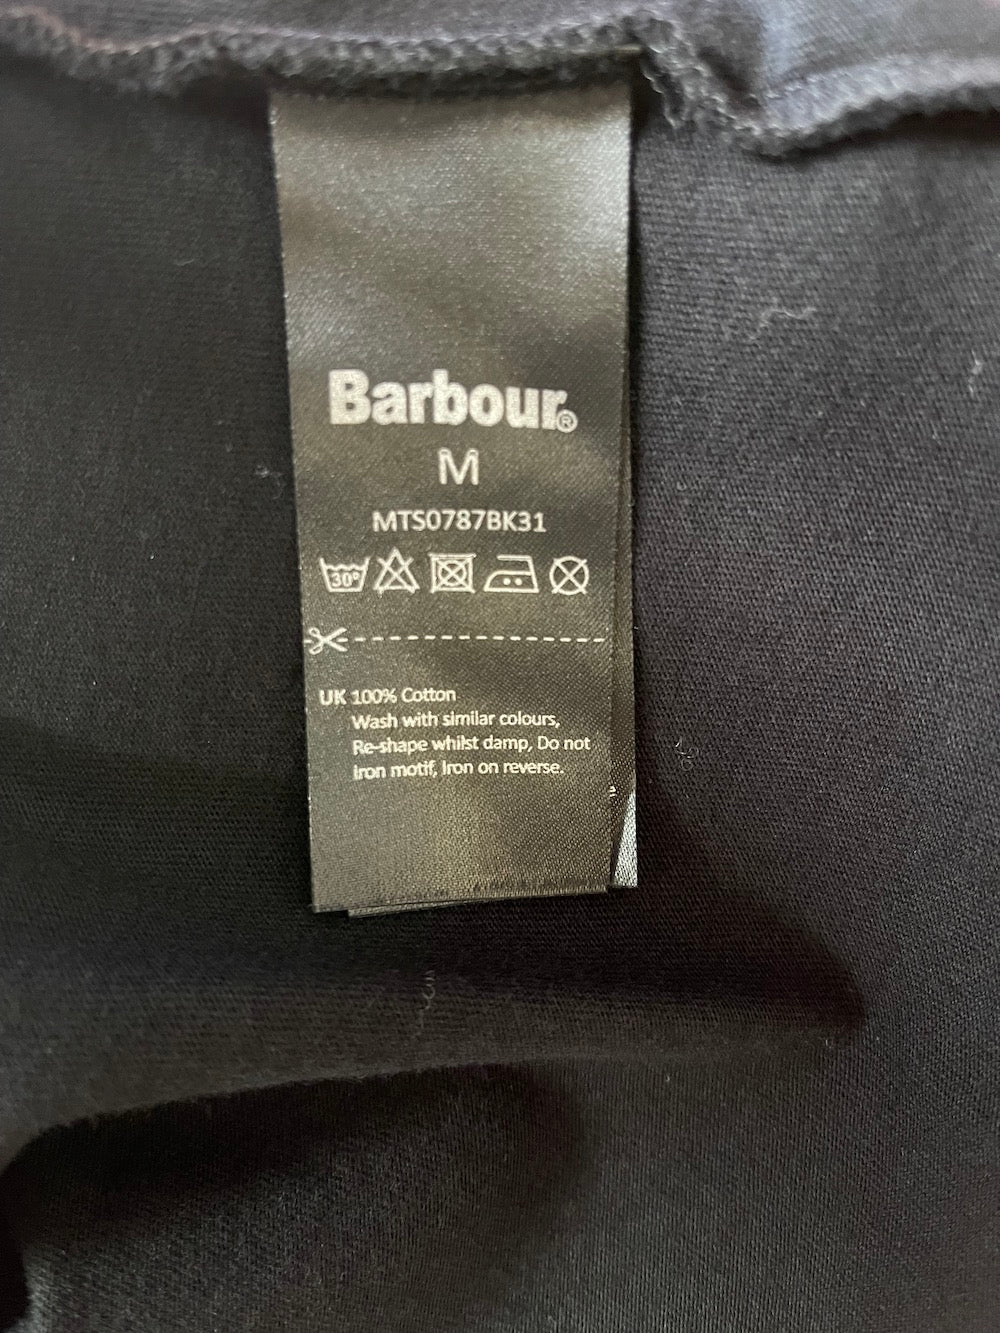 Barbour®
M
MTS0787BK31
30°
UK 100% Cotton
Wash with similar colours,
Re-shape whilst damp, Do not
Iron motif, Iron on reverse.